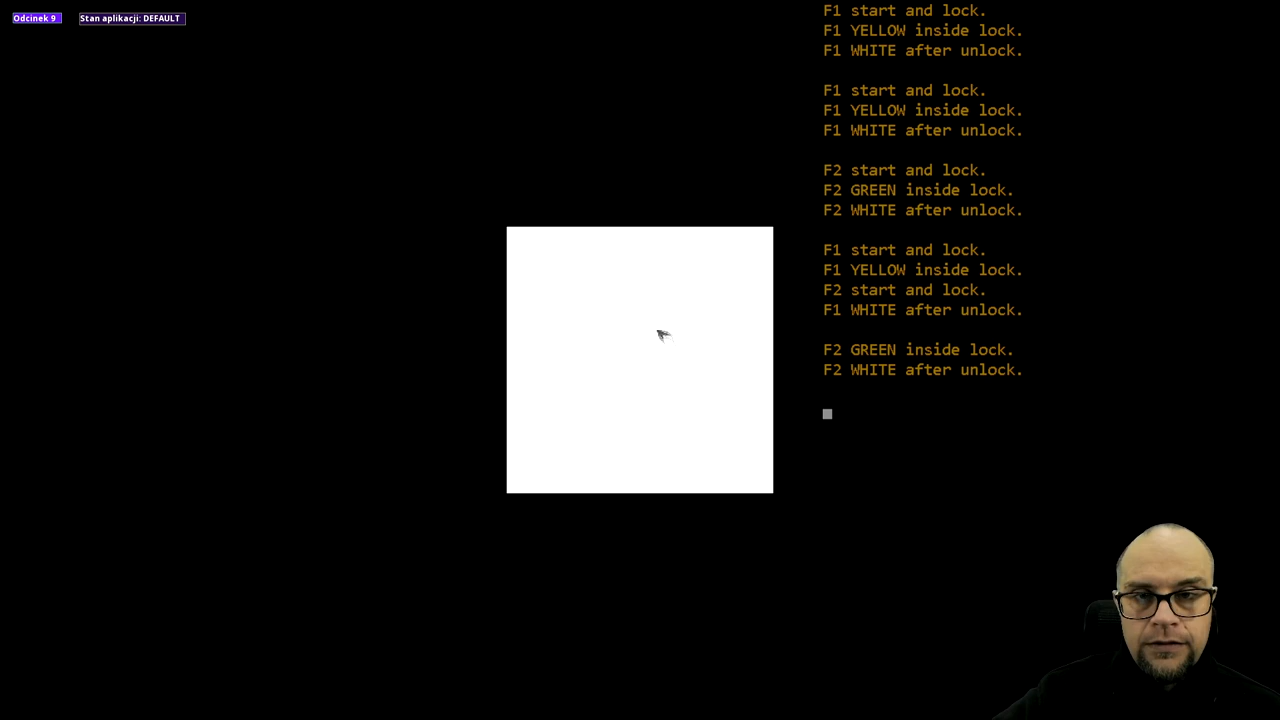 Odcinek 9
Stan aplikacji: DEFAULT
F1 start and lock.
F1 YELLOW inside lock.
F1 WHITE after unlock.
F1 start and lock.
F1 YELLOW inside lock.
F1 WHITE after unlock.
F2 start and lock.
F2 GREEN inside lock.
F2 WHITE after unlock.
F1 start and lock.
F1 YELLOW inside lock.
F2 start and lock.
F1 WHITE after unlock.
F2 GREEN inside lock.
F2 WHITE after unlock.